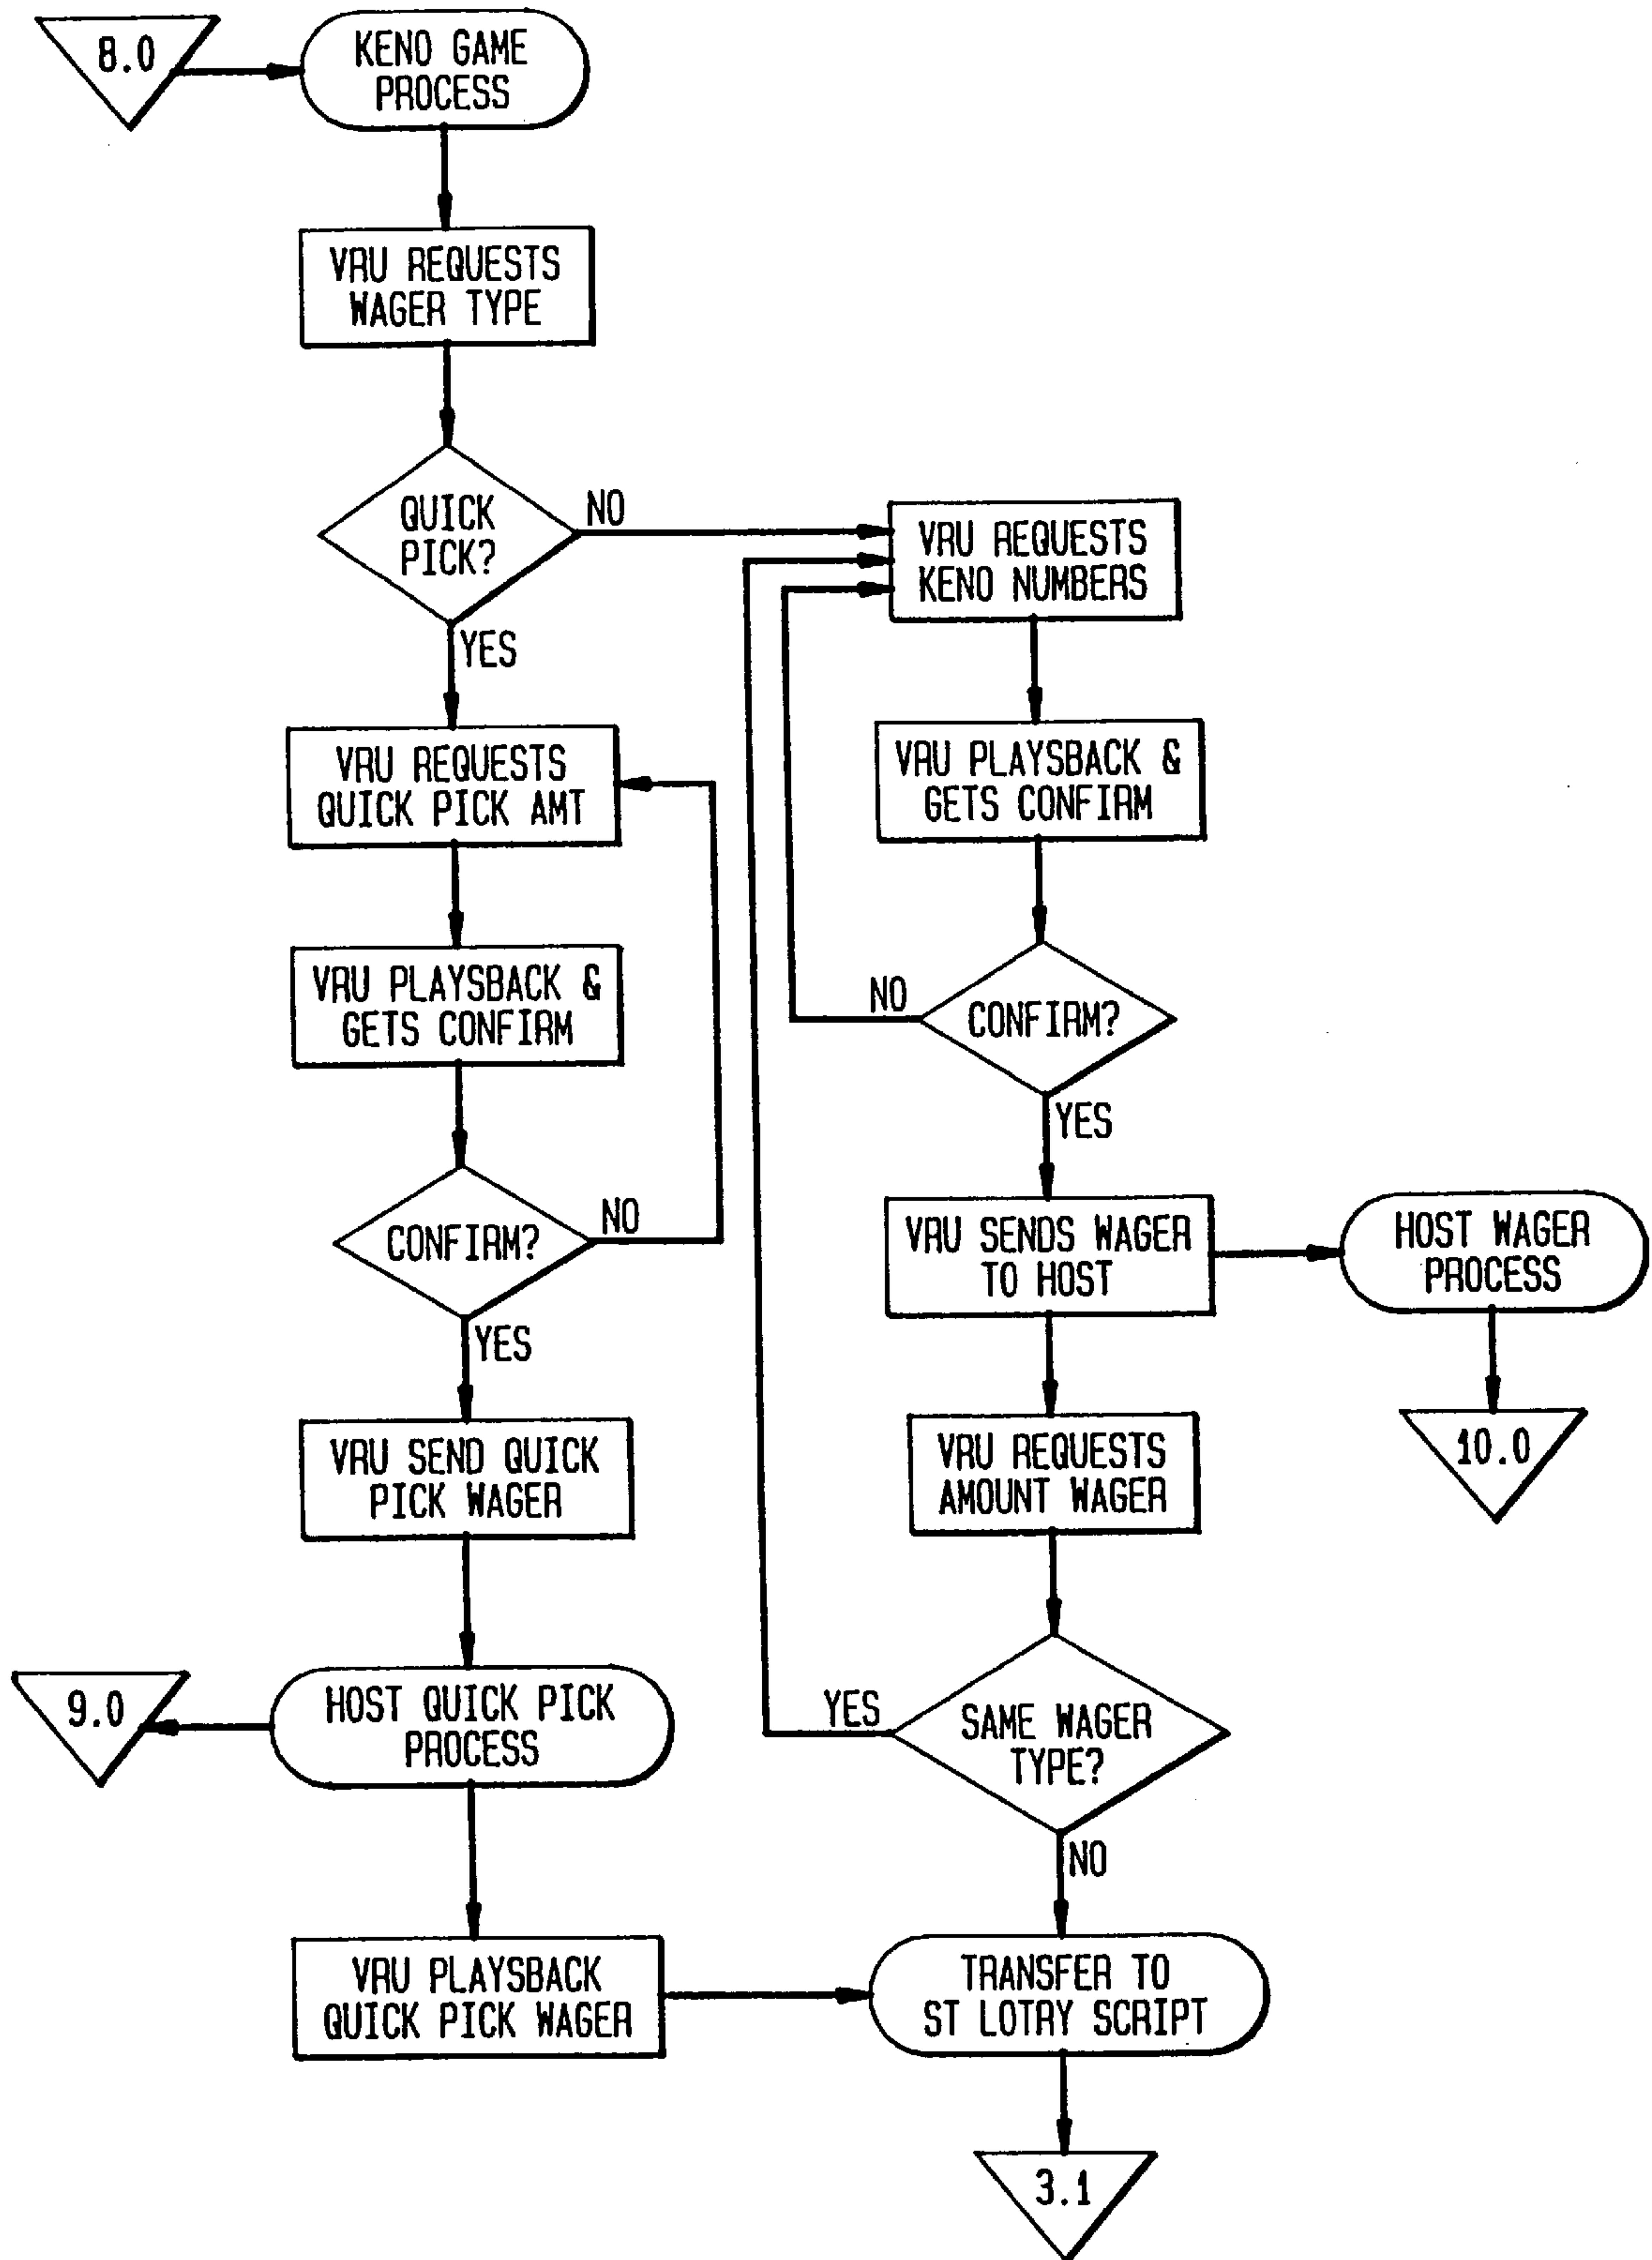 8.0
KENO GAME
PROCESS
VRU REQUESTS
WAGER TYPE
QUICK
PICK?
NO
YES
VRU REQUESTS
KENO NUMBERS
VRU REQUESTS
QUICK PICK AMT
VRU PLAYSBACK &
GETS CONFIRM
VRU PLAYSBACK &
GETS CONFIRM
CONFIRM?
NO
YES
CONFIRM?
NO
YES
VRU SENDS WAGER
TO HOST
HOST WAGER
PROCESS
10.0
VRU SEND QUICK
PICK WAGER
VRU REQUESTS
AMOUNT WAGER
9.0
HOST QUICK PICK
PROCESS
YES
SAME WAGER
TYPE?
NO
VRU PLAYSBACK
QUICK PICK WAGER
TRANSFER TO
ST LOTRY SCRIPT
3.1